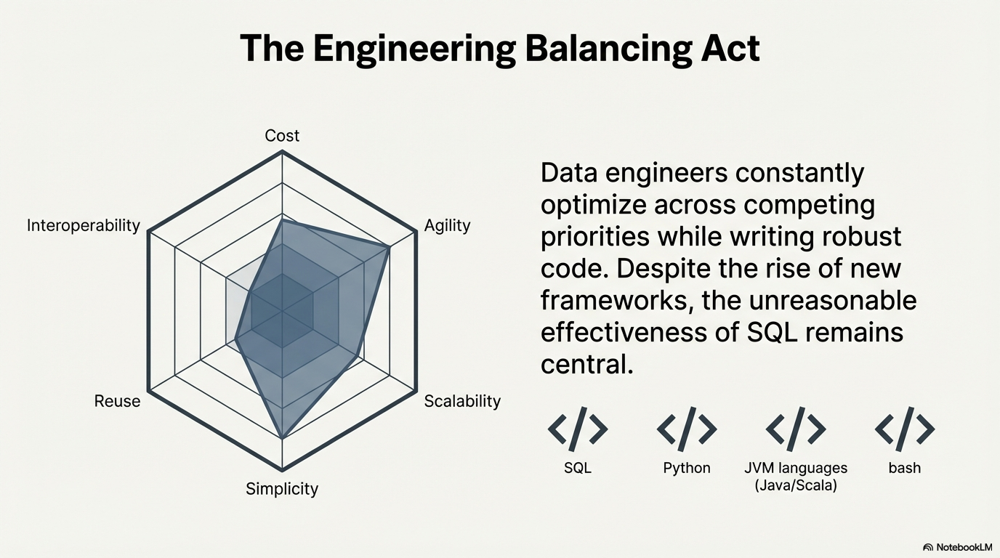 The Engineering Balancing Act
Cost
Interoperability
Agility
Reuse
Scalability
Simplicity
Data engineers constantly
optimize across competing
priorities while writing robust
code. Despite the rise of new
frameworks, the unreasonable
effectiveness of SQL remains
central.
SQL
Python
JVM languages
(Java/Scala)
bash
NotebookLM